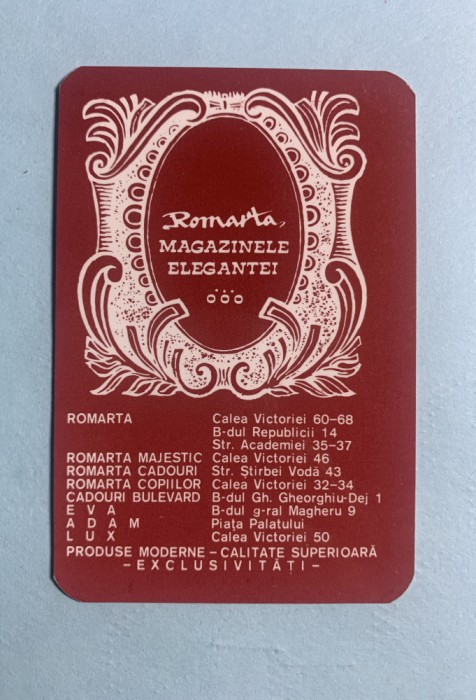 Romarta,
MAGAZINELE
ELEGANTEI
ROMARTA Calea Victoriei 60-68
B-dul Republicii 14
Str. Academiei 35-37
ROMARTA MAJESTIC Calea Victoriei 46
ROMARTA CADOURI Str. Știrbei Vodă 43
ROMARTA COPIILOR Calea Victoriei 32-34
CADOURI BULEVARD B-dul Gh. Gheorghiu-Dej 1
E V A B-dul g-ral Magheru 9
A D A M Piața Palatului
L U X Calea Victoriei 50
PRODUSE MODERNE - CALITATE SUPERIOARĂ
- EXCLUSIVITĂȚI -